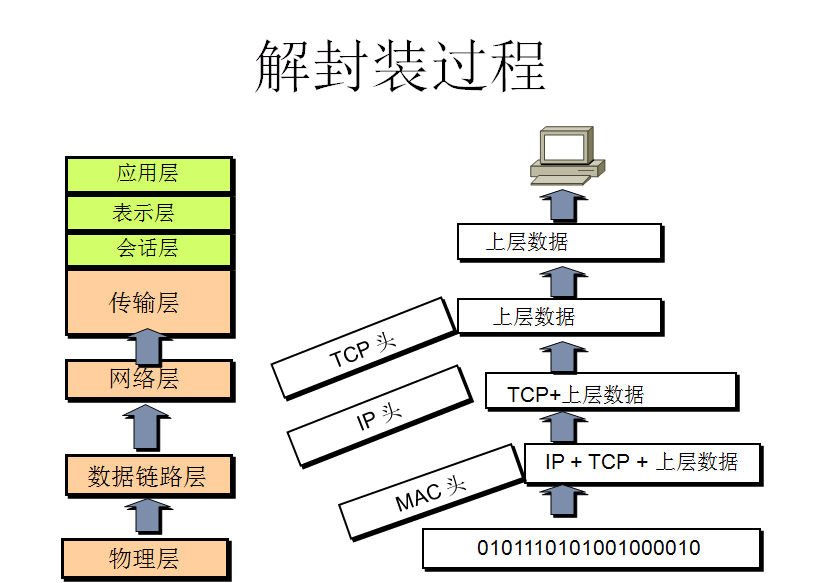 解封装过程
应用层
表示层
会话层
传输层
网络层
数据链路层
物理层
上层数据
TCP 头
上层数据
IP 头
TCP+上层数据
MAC 头
IP + TCP + 上层数据
0101110101001000010